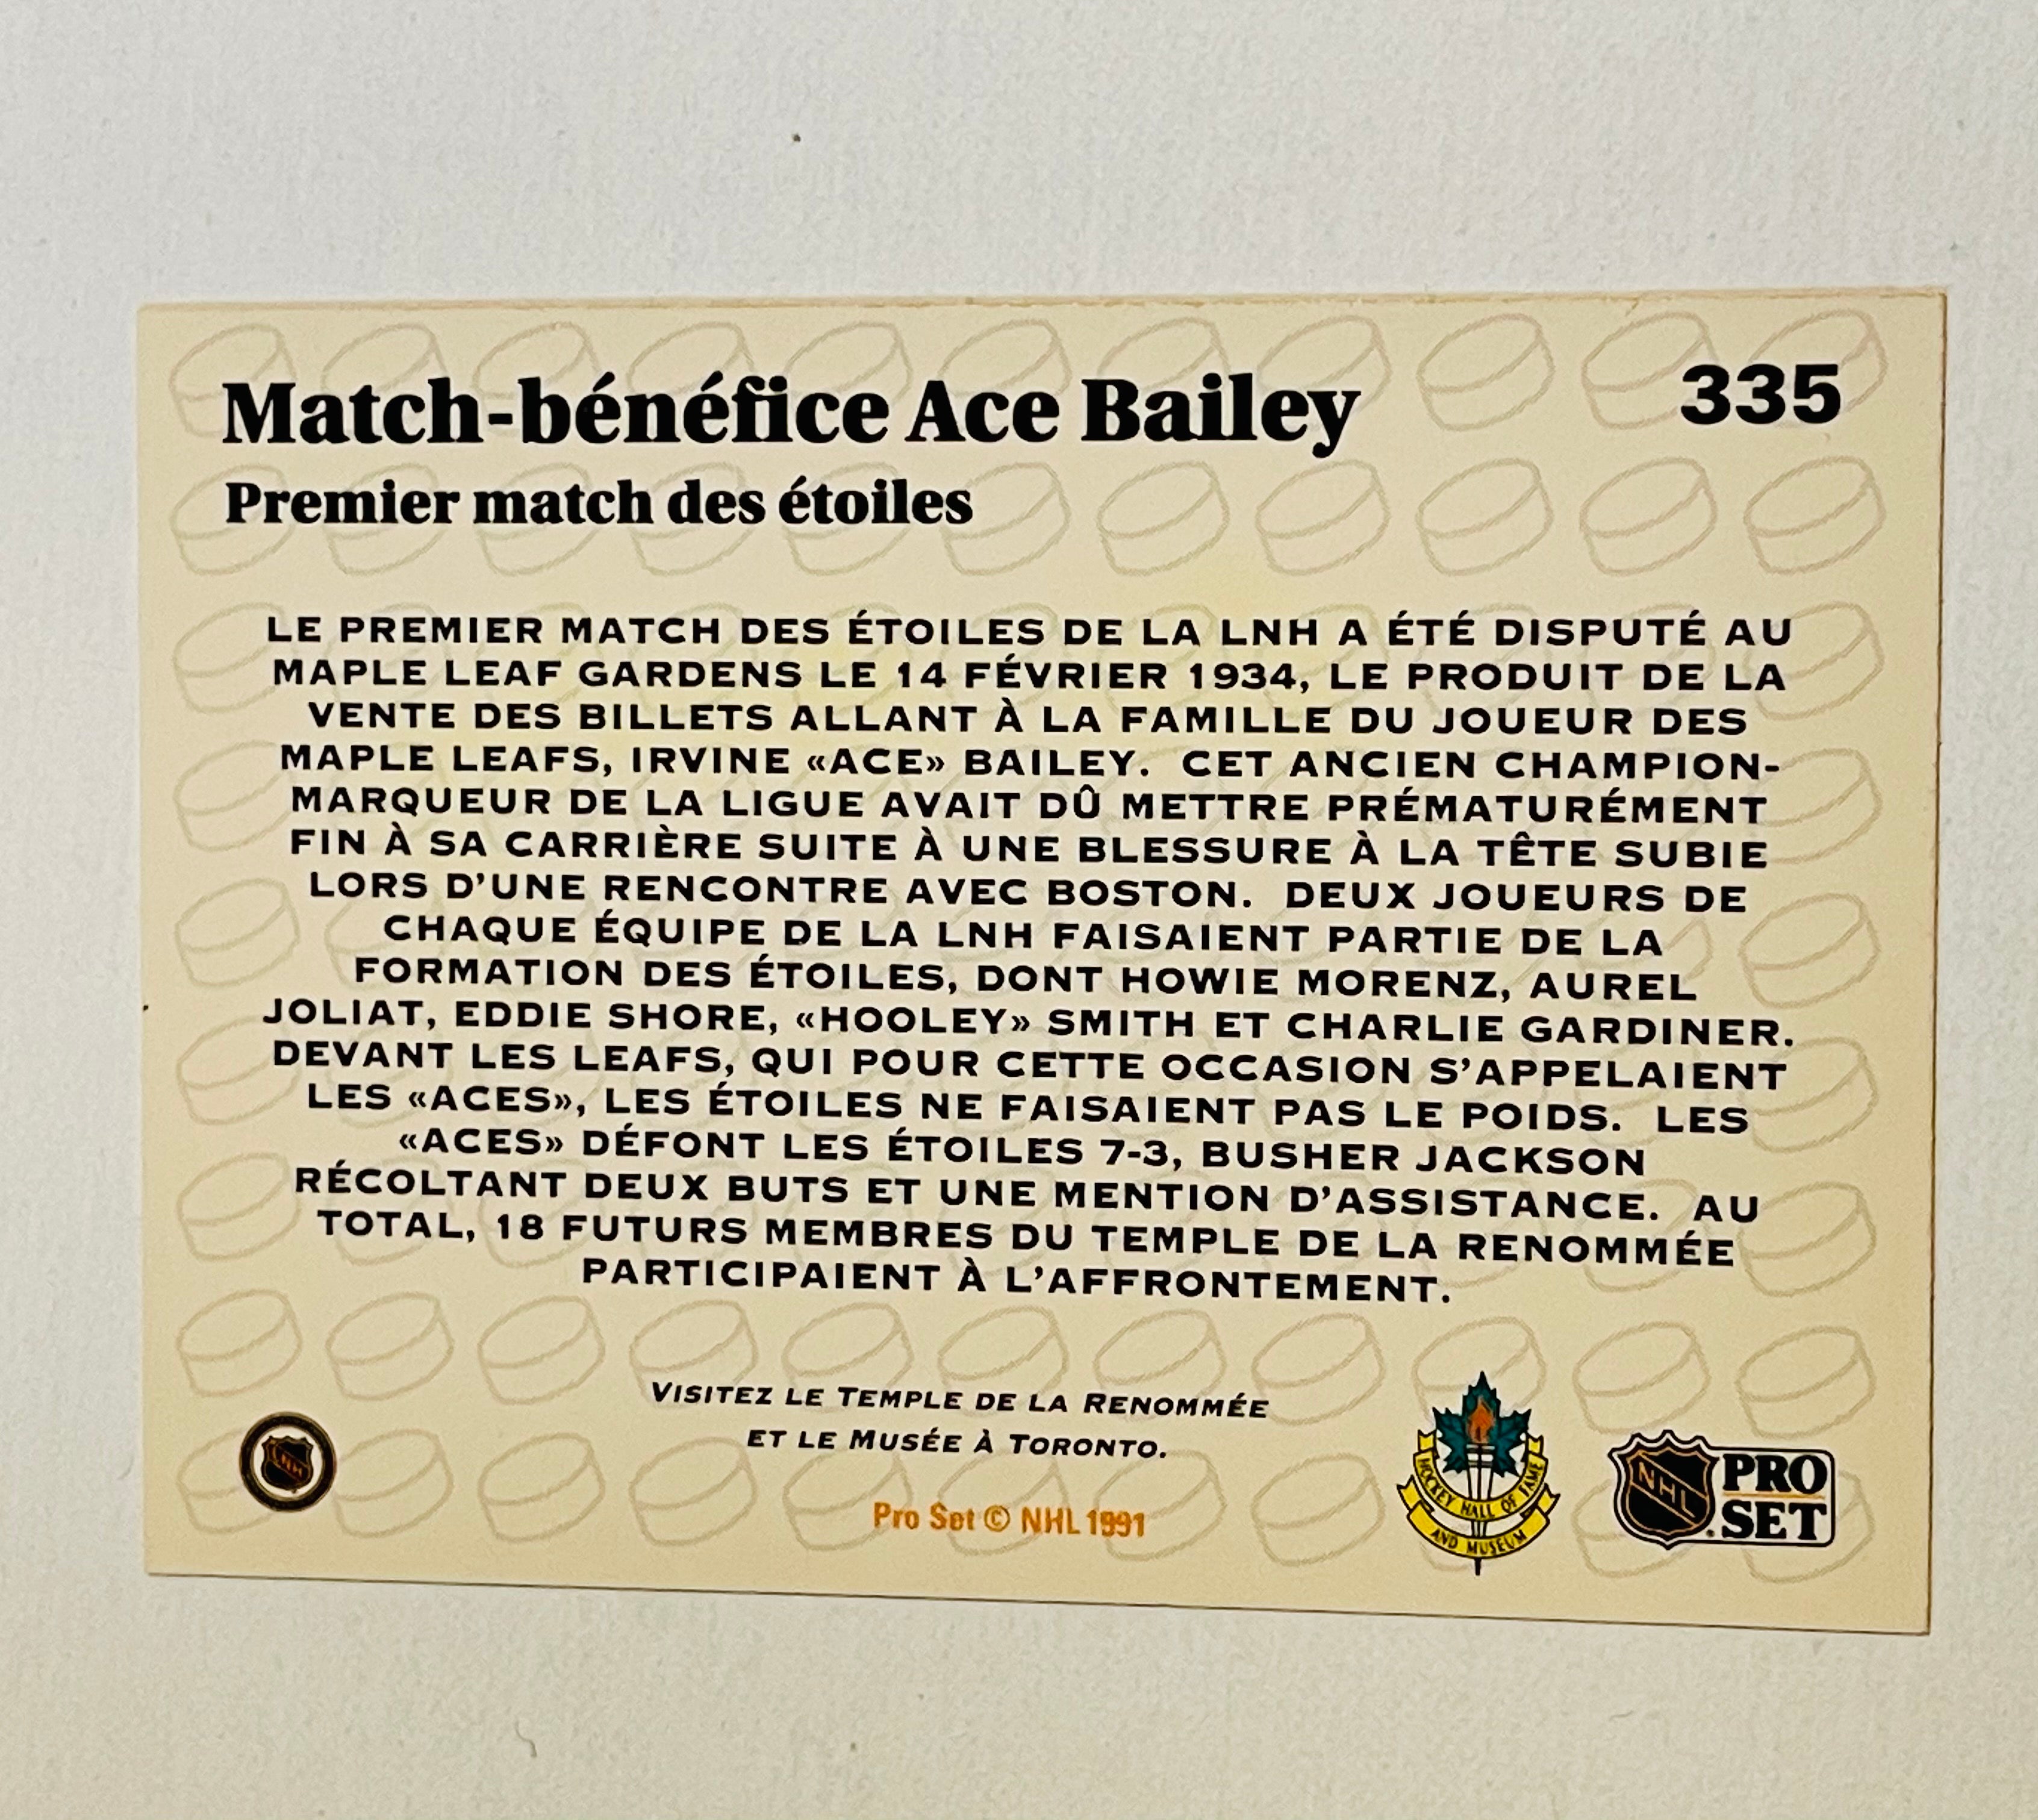 Match-bénéfice Ace Bailey
335
Premier match des étoiles
LE PREMIER MATCH DES ÉTOILES DE LA LNH A ÉTÉ DISPUTÉ AU
MAPLE LEAF GARDENS LE 14 FÉVRIER 1934, LE PRODUIT DE LA
VENTE DES BILLETS ALLANT À LA FAMILLE DU JOUEUR DES
MAPLE LEAFS, IRVINE «ACE» BAILEY. CET ANCIEN CHAMPION-
MARQUEUR DE LA LIGUE AVAIT DÛ METTRE PRÉMATURÉMENT
FIN À SA CARRIÈRE SUITE À UNE BLESSURE À LA TÊTE SUBIE
LORS D'UNE RENCONTRE AVEC BOSTON. DEUX JOUEURS DE
CHAQUE ÉQUIPE DE LA LNH FAISAIENT PARTIE DE LA
FORMATION DES ÉTOILES, DONT HOWIE MORENZ, AUREL
JOLIAT, EDDIE SHORE, «HOOLEY» SMITH ET CHARLIE GARDINER.
DEVANT LES LEAFS, QUI POUR CETTE OCCASION S'APPELAIENT
LES «ACES», LES ÉTOILES NE FAISAIENT PAS LE POIDS. LES
«ACES» DÉFONT LES ÉTOILES 7-3, BUSHER JACKSON
RÉCOLTANT DEUX BUTS ET UNE MENTION D'ASSISTANCE. AU
TOTAL, 18 FUTURS MEMBRES DU TEMPLE DE LA RENOMMÉE
PARTICIPAIENT À L'AFFRONTEMENT.
VISITEZ LE TEMPLE DE LA RENOMMÉE
ET LE MUSÉE À TORONTO.
Pro Set © NHL 1991
NHL
HOCKEY HALL OF FAME
AND MUSEUM
NHL
PRO
SET